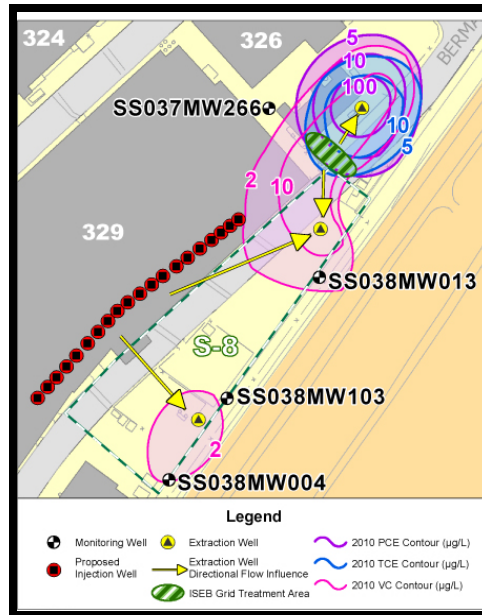 324
326
5
BERMA
10
100
SS037MW266
10
5
2
10
329
SS038MW013
S-8
SS038MW103
2
SS038MW004
Legend
Monitoring Well
Extraction Well
2010 PCE Contour (µg/L)
Proposed
Injection Well
Extraction Well
Directional Flow Influence
2010 TCE Contour (µg/L)
ISEB Grid Treatment Area
2010 VC Contour (µg/L)